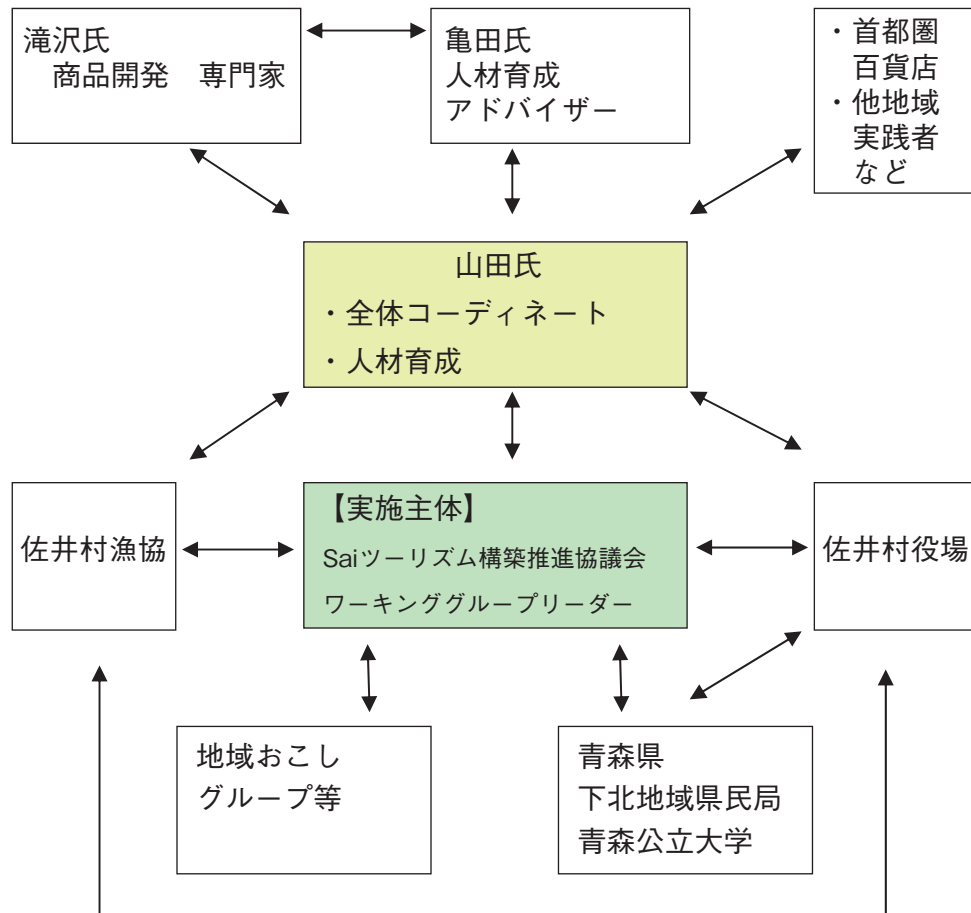 滝沢氏
商品開発　専門家
亀田氏
人材育成
アドバイザー
・首都圏
百貨店
・他地域
実践者
など
山田氏
・全体コーディネート
・人材育成
佐井村漁協
【実施主体】
Saiツーリズム構築推進協議会
ワーキンググループリーダー
佐井村役場
地域おこし
グループ等
青森県
下北地域県民局
青森公立大学